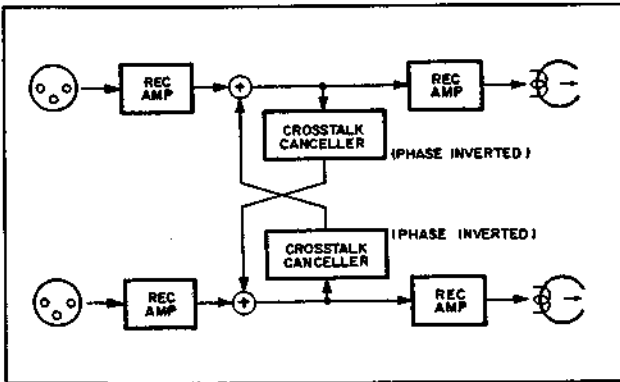 REC
AMP
REC
AMP
CROSSTALK
CANCELLER
(PHASE INVERTED)
(PHASE INVERTED)
CROSSTALK
CANCELLER
REC
AMP
REC
AMP